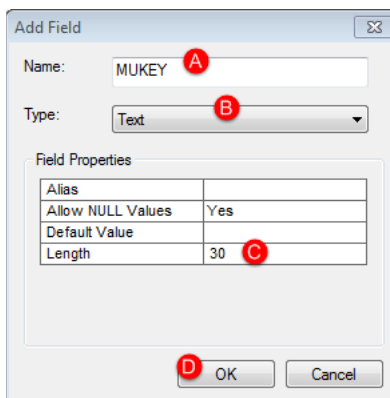 Add Field
Name: MUKEY A
Type: Text B
Field Properties
Alias
Allow NULL Values Yes
Default Value
Length 30 C
D OK Cancel